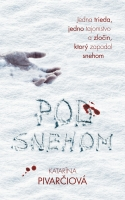 Jedna trieda,
jedno tajomstvo
a zločin,
ktorý zapadol
snehom
POD
SNEHOM
KATARÍNA
PIVARČIOVÁ